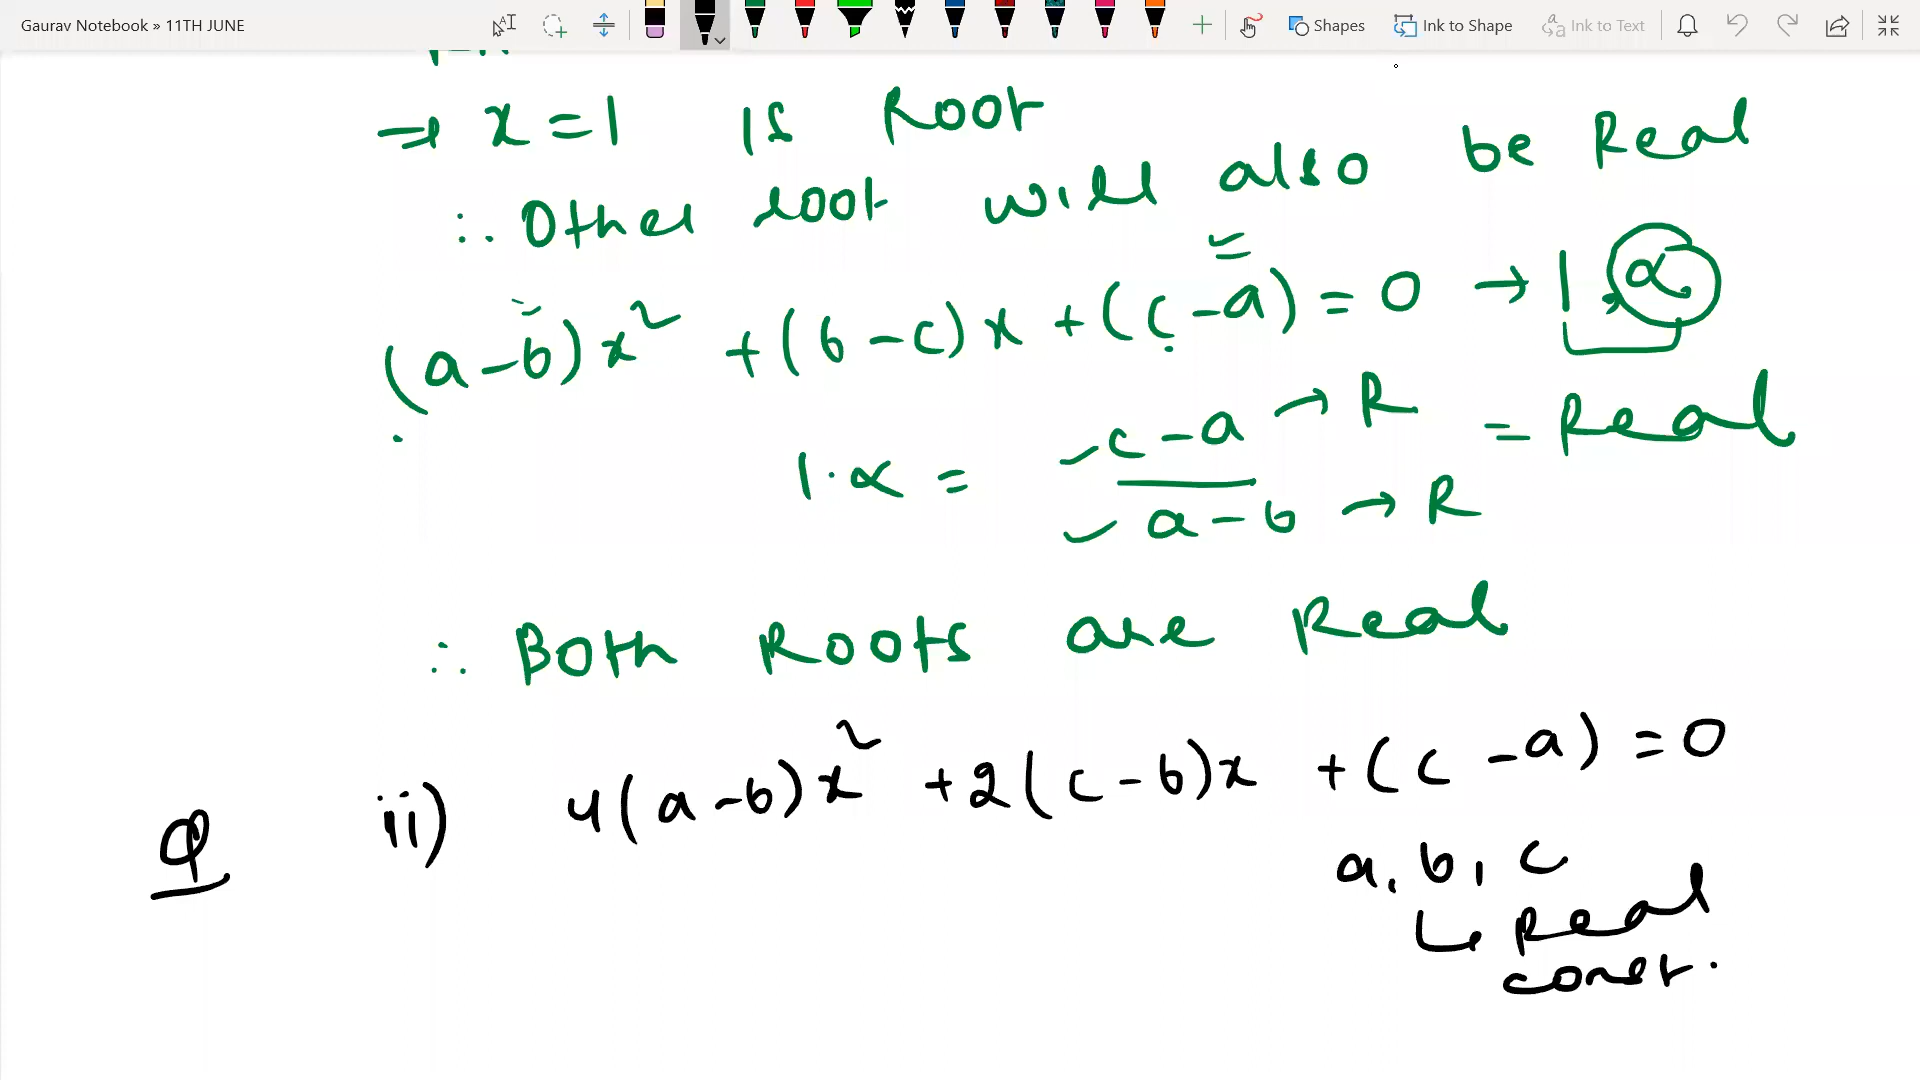 Gaurav Notebook » 11TH JUNE
Shapes Ink to Shape Ink to Text
→ x = 1 is Root
∴ Other root will also be Real
(a-b)x² + (b-c)x + (c-a) = 0 → 1, α
1·α = c-a → R = Real
a-b → R
∴ Both Roots are Real
Q ii) 4(a-b)x² + 2(c-b)x + (c-a) = 0
a, b, c
↳ Real
const.